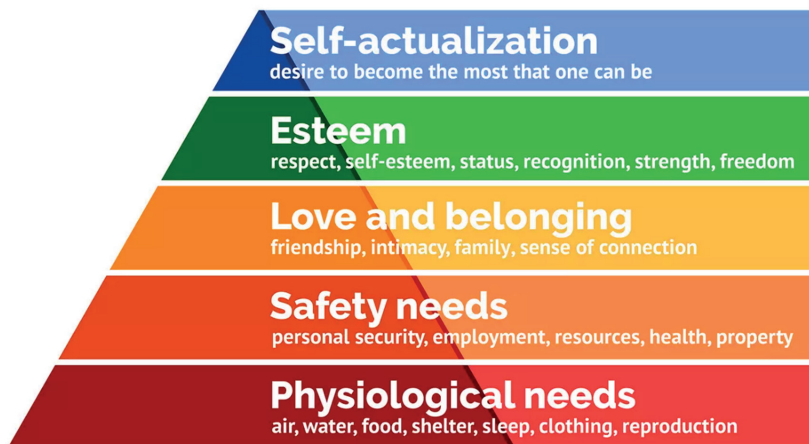 Self-actualization
desire to become the most that one can be
Esteem
respect, self-esteem, status, recognition, strength, freedom
Love and belonging
friendship, intimacy, family, sense of connection
Safety needs
personal security, employment, resources, health, property
Physiological needs
air, water, food, shelter, sleep, clothing, reproduction